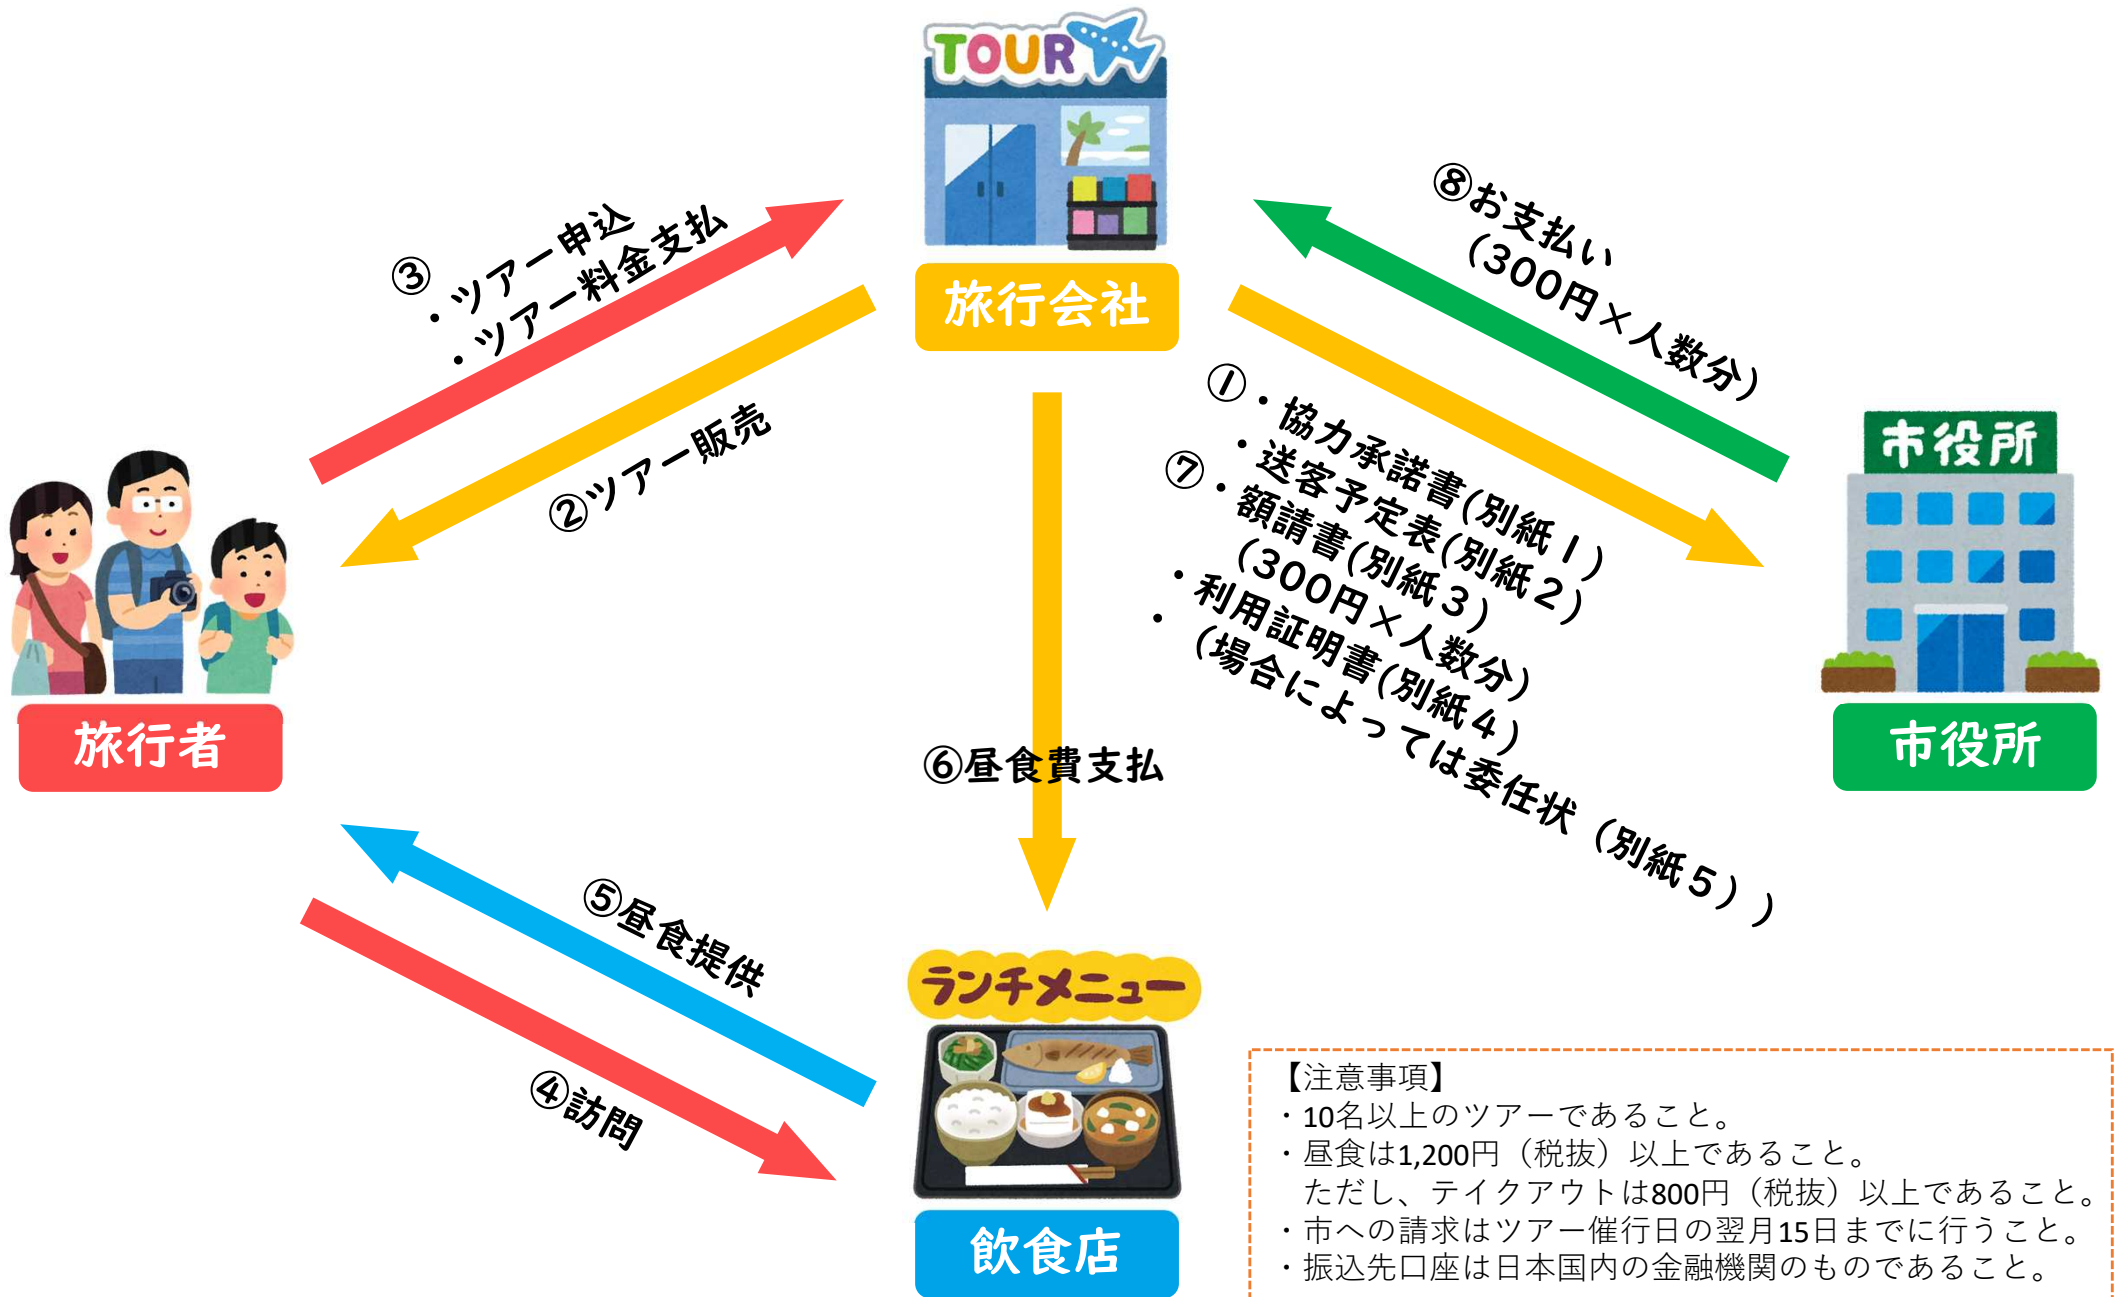 TOUR
旅行会社
③
・ツアー申込
・ツアー料金支払
②ツアー販売
⑧お支払い
（300円×人数分）
①・協力承諾書(別紙１)
・送客予定表(別紙２)
⑦・額請書(別紙３)
（300円×人数分）
・利用証明書(別紙４)
・（場合によっては委任状（別紙５））
市役所
市役所
旅行者
⑥昼食費支払
⑤昼食提供
④訪問
ランチメニュー
飲食店
【注意事項】
・10名以上のツアーであること。
・昼食は1,200円（税抜）以上であること。
ただし、テイクアウトは800円（税抜）以上であること。
・市への請求はツアー催行日の翌月15日までに行うこと。
・振込先口座は日本国内の金融機関のものであること。